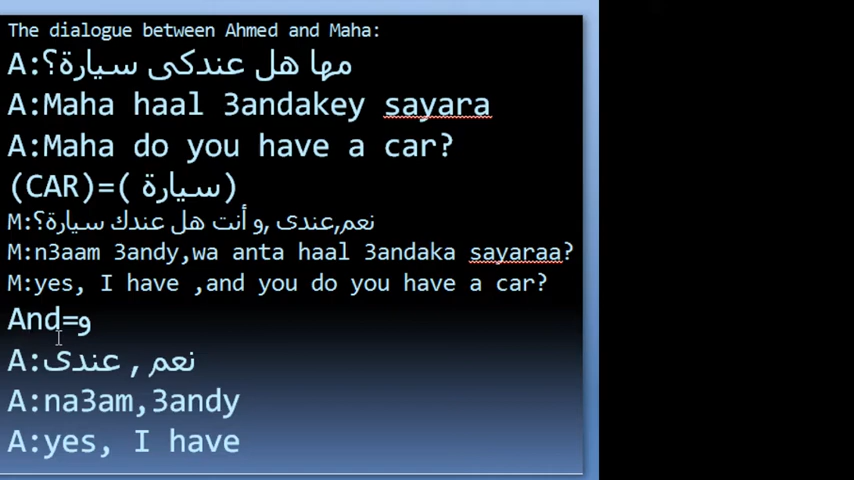 The dialogue between Ahmed and Maha:
A:مها هل عندكى سيارة؟
A:Maha haal 3andakey sayara
A:Maha do you have a car?
(CAR)=( سيارة)
M:نعم,عندى ,و أنت هل عندك سيارة؟
M:n3aam 3andy,wa anta haal 3andaka sayaraa?
M:yes, I have ,and you do you have a car?
And=و
A:نعم , عندى
A:na3am,3andy
A:yes, I have